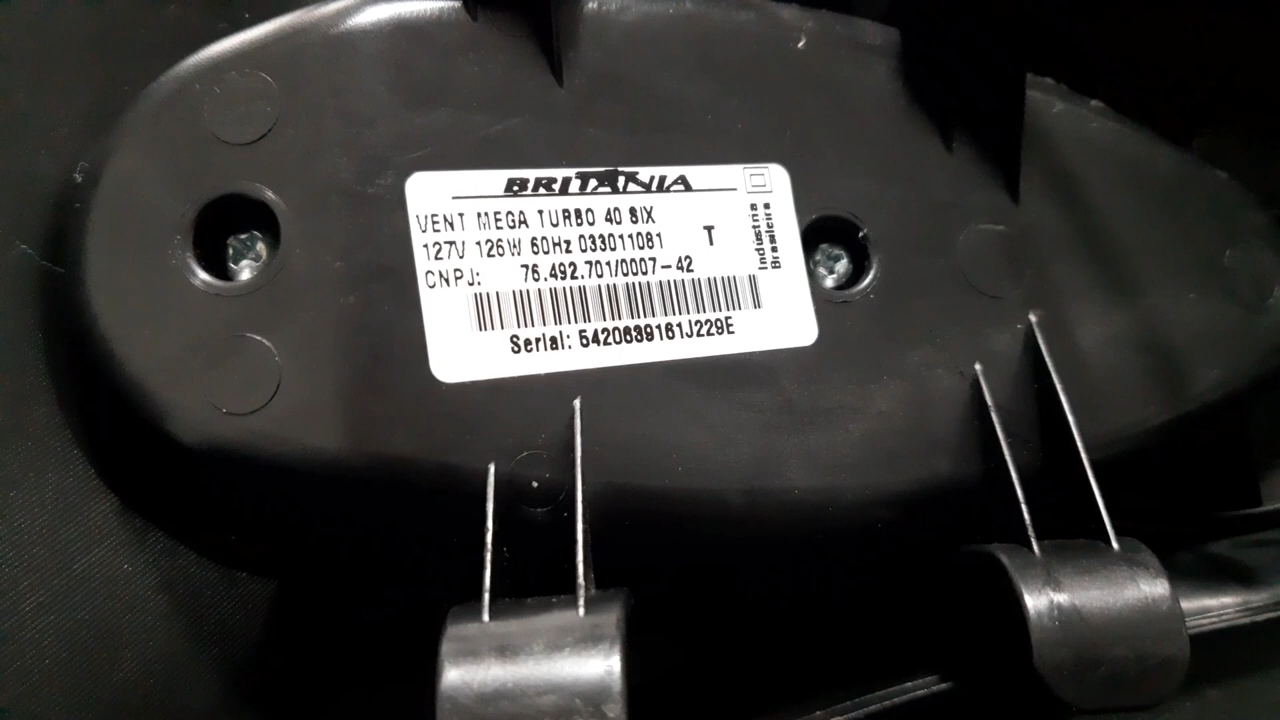 BRITANIA
VENT MEGA TURBO 40 SIX
127V 126W 60Hz 033011081
T
CNPJ: 76.492.701/0007-42
Indústria
Brasileira
Serial: 5420639161J229E